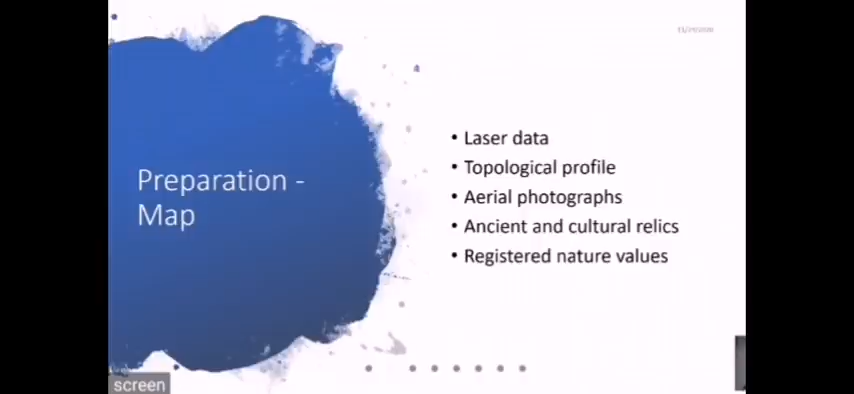 Preparation -
Map
• Laser data
• Topological profile
• Aerial photographs
• Ancient and cultural relics
• Registered nature values
screen